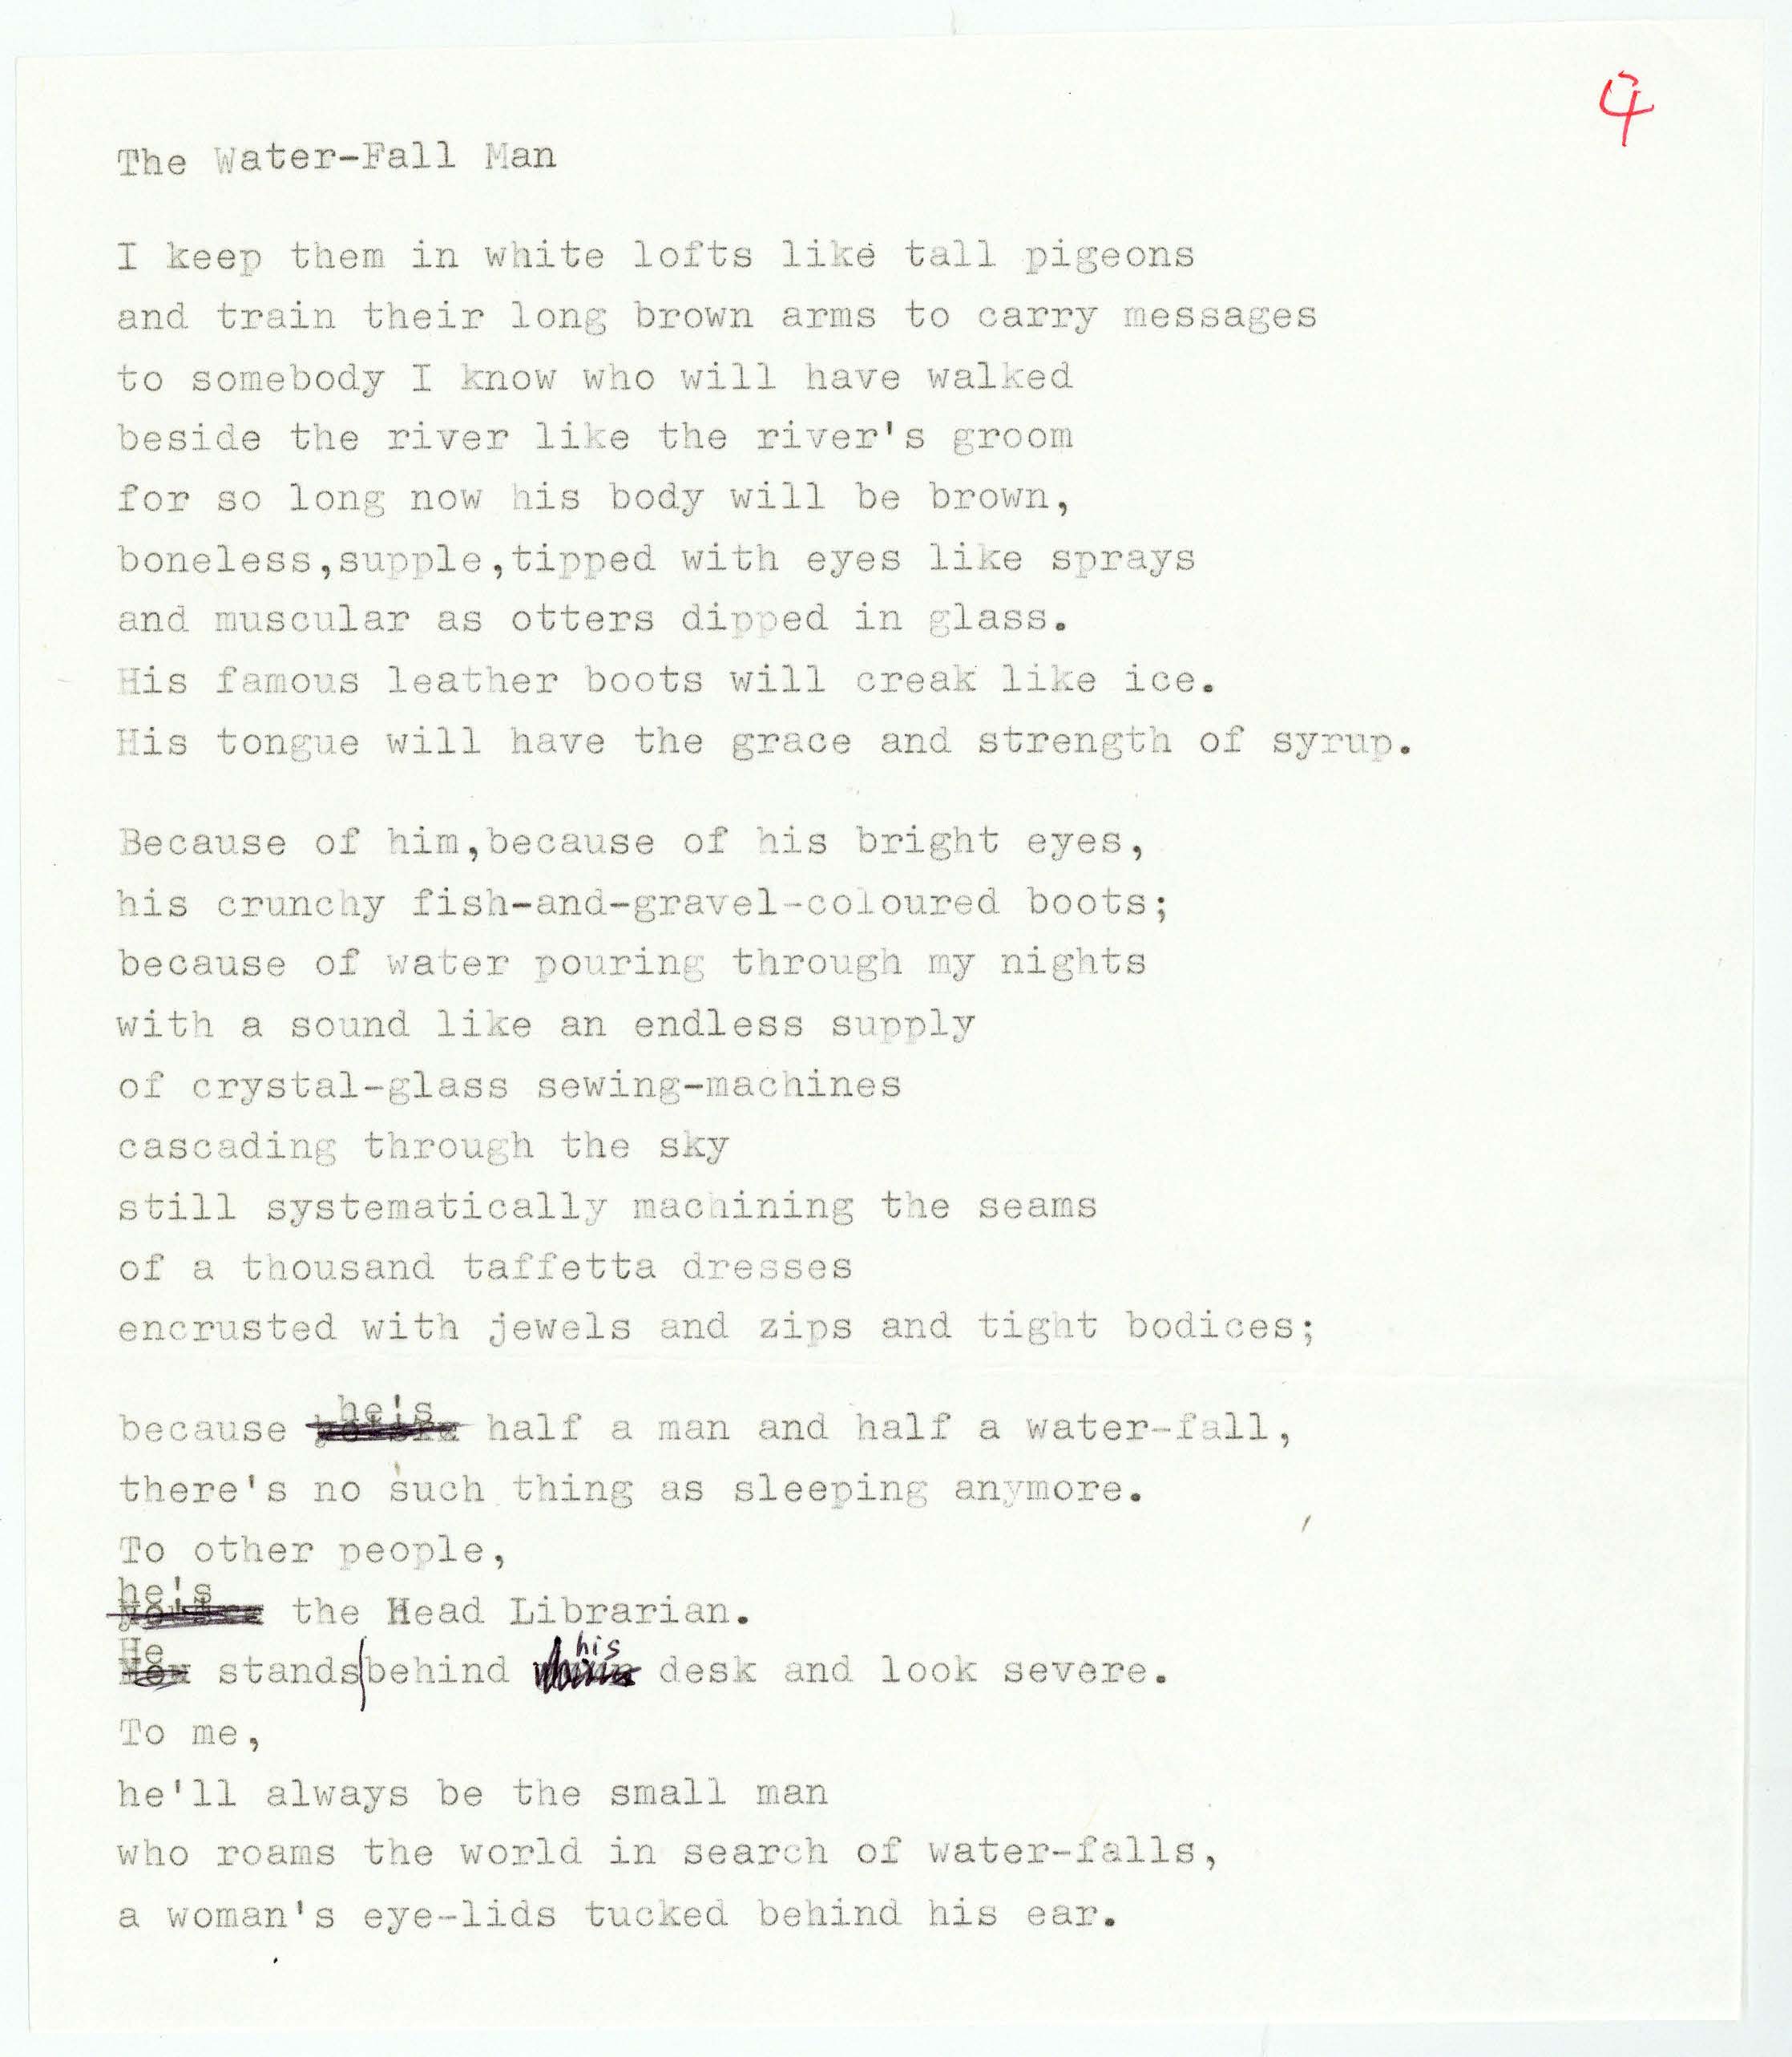 4
The Water-Fall Man
I keep them in white lofts like tall pigeons
and train their long brown arms to carry messages
to somebody I know who will have walked
beside the river like the river's groom
for so long now his body will be brown,
boneless,supple,tipped with eyes like sprays
and muscular as otters dipped in glass.
His famous leather boots will creak like ice.
His tongue will have the grace and strength of syrup.
Because of him,because of his bright eyes,
his crunchy fish-and-gravel-coloured boots;
because of water pouring through my nights
with a sound like an endless supply
of crystal-glass sewing-machines
cascading through the sky
still systematically machining the seams
of a thousand taffetta dresses
encrusted with jewels and zips and tight bodices;
because he's half a man and half a water-fall,
there's no such thing as sleeping anymore.
To other people,
he's the Head Librarian.
He stands behind his desk and look severe.
To me,
he'll always be the small man
who roams the world in search of water-falls,
a woman's eye-lids tucked behind his ear.